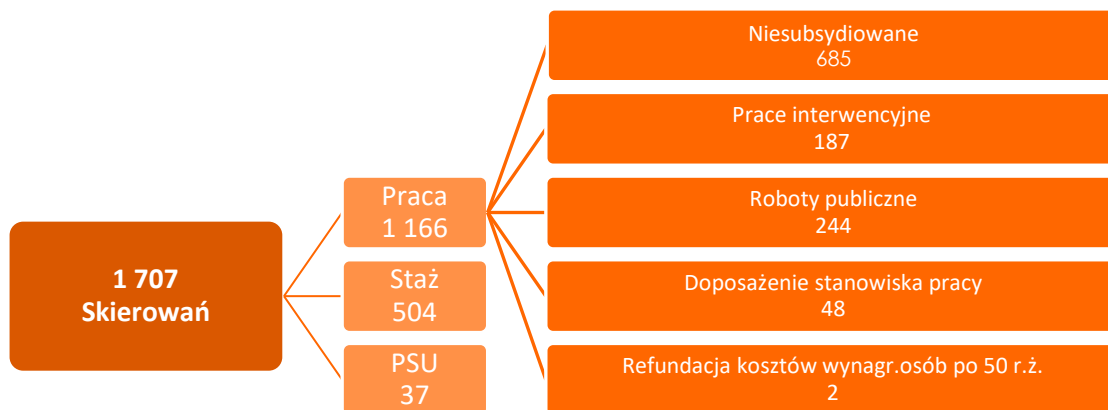 1 707
Skierowań
Praca
1 166
Staż
504
PSU
37
Niesubsydiowane
685
Prace interwencyjne
187
Roboty publiczne
244
Doposażenie stanowiska pracy
48
Refundacja kosztów wynagr.osób po 50 r.ż.
2